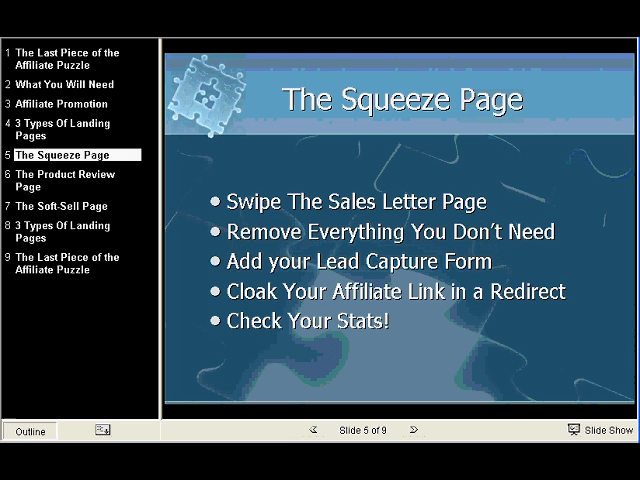 1 The Last Piece of the
Affiliate Puzzle
2 What You Will Need
3 Affiliate Promotion
4 3 Types Of Landing
Pages
5 The Squeeze Page
6 The Product Review
Page
7 The Soft-Sell Page
8 3 Types Of Landing
Pages
9 The Last Piece of the
Affiliate Puzzle
The Squeeze Page
• Swipe The Sales Letter Page
• Remove Everything You Don't Need
• Add your Lead Capture Form
• Cloak Your Affiliate Link in a Redirect
• Check Your Stats!
Outline
Slide 5 of 9
Slide Show